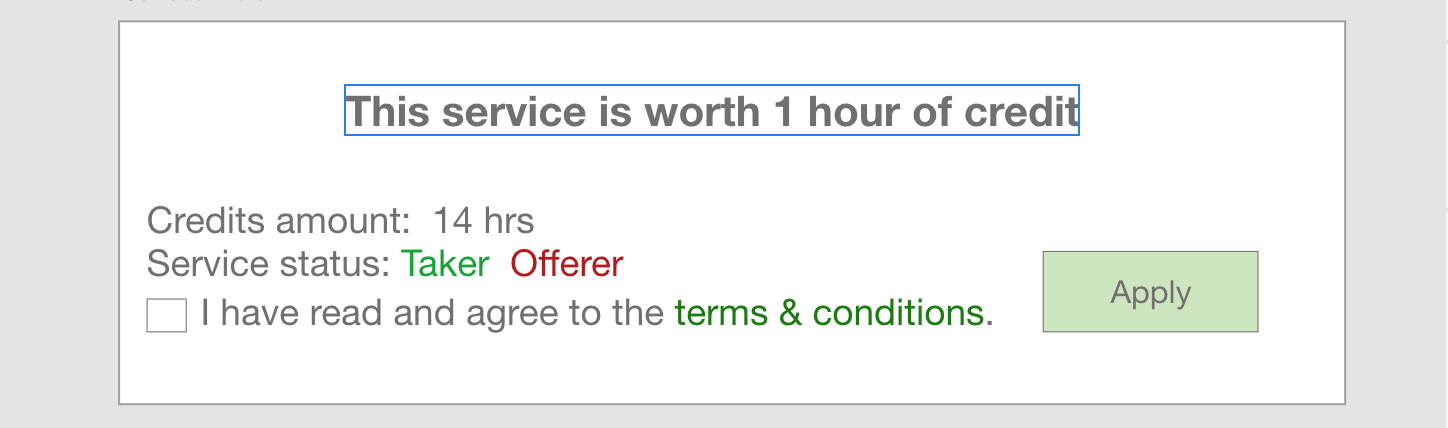 This service is worth 1 hour of credit
Credits amount: 14 hrs
Service status: Taker Offerer
I have read and agree to the terms & conditions.
Apply